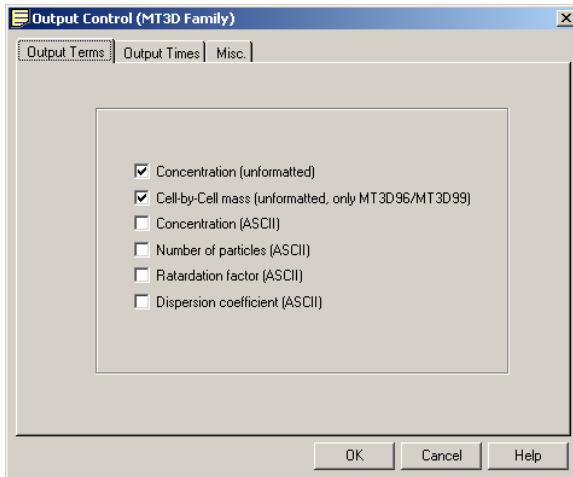 Output Control (MT3D Family)
Output Terms Output Times Misc.
Concentration (unformatted)
Cell-by-Cell mass (unformatted, only MT3D96/MT3D99)
Concentration (ASCII)
Number of particles (ASCII)
Ratardation factor (ASCII)
Dispersion coefficient (ASCII)
OK Cancel Help